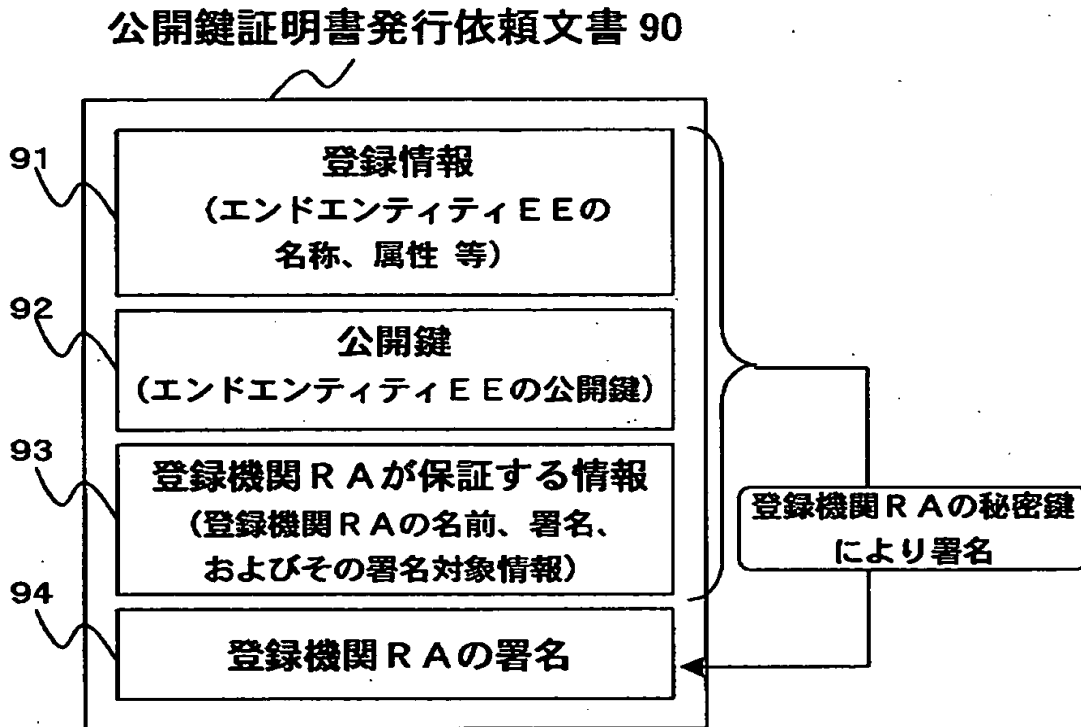 公開鍵証明書発行依頼文書 90
91
登録情報
（エンドエンティティＥＥの
名称、属性 等）
92
公開鍵
（エンドエンティティＥＥの公開鍵）
93
登録機関ＲＡが保証する情報
（登録機関ＲＡの名前、署名、
およびその署名対象情報）
94
登録機関ＲＡの署名
登録機関ＲＡの秘密鍵
により署名